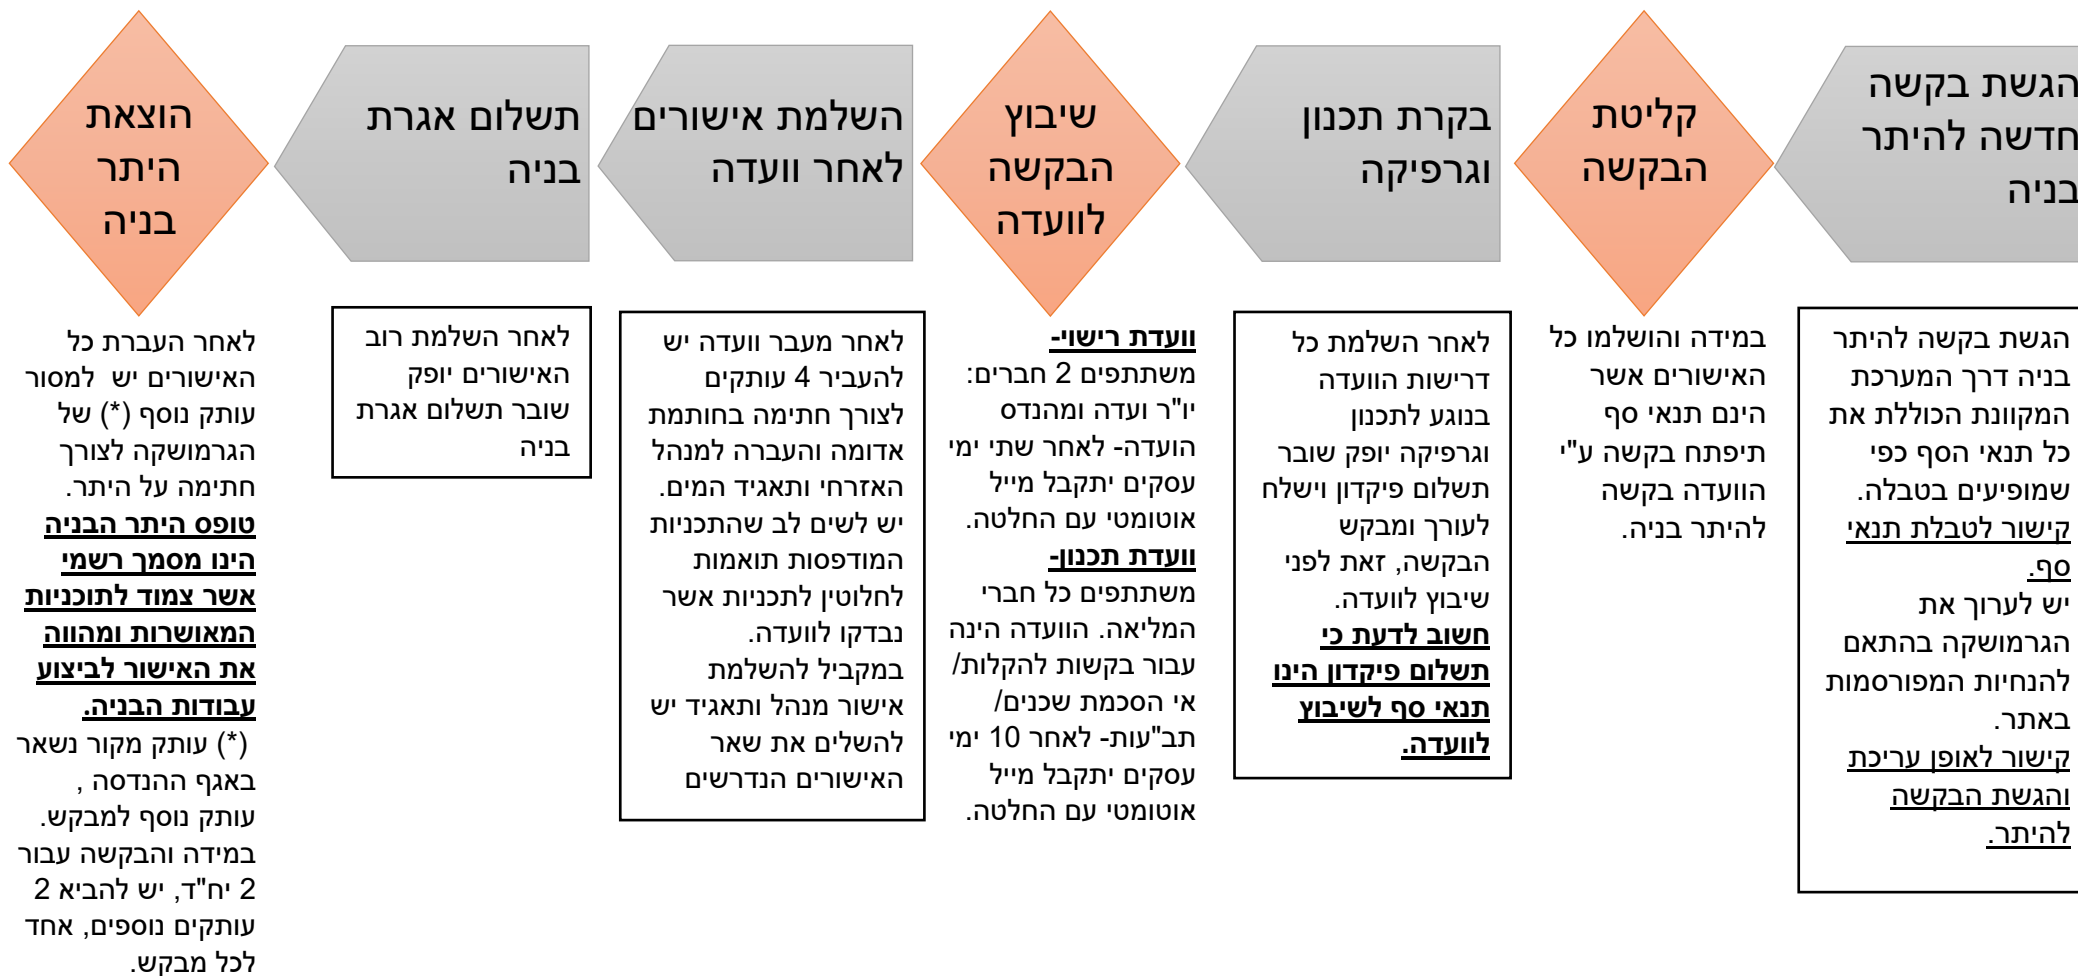 הגשת בקשה
חדשה להיתר
בניה
קליטת
הבקשה
בקרת תכנון
וגרפיקה
שיבוץ
הבקשה
לוועדה
השלמת אישורים
לאחר וועדה
תשלום אגרת
בניה
הוצאת
היתר
בניה
הגשת בקשה להיתר
בניה דרך המערכת
המקוונת הכוללת את
כל תנאי הסף כפי
שמופיעים בטבלה.
קישור לטבלת תנאי
סף.
יש לערוך את
הגרמושקה בהתאם
להנחיות המפורסמות
באתר.
קישור לאופן עריכת
והגשת הבקשה
להיתר.
במידה והושלמו כל
האישורים אשר
הינם תנאי סף
תיפתח בקשה ע"י
הוועדה בקשה
להיתר בניה.
לאחר השלמת כל
דרישות הוועדה
בנוגע לתכנון
וגרפיקה יופק שובר
תשלום פיקדון וישלח
לעורך ומבקש
הבקשה, זאת לפני
שיבוץ לוועדה.
חשוב לדעת כי
תשלום פיקדון הינו
תנאי סף לשיבוץ
לוועדה.
וועדת רישוי-
משתתפים 2 חברים:
יו"ר ועדה ומהנדס
הועדה- לאחר שתי ימי
עסקים יתקבל מייל
אוטומטי עם החלטה.
וועדת תכנון-
משתתפים כל חברי
המליאה. הוועדה הינה
עבור בקשות להקלות/
אי הסכמת שכנים/
תב"עות- לאחר 10 ימי
עסקים יתקבל מייל
אוטומטי עם החלטה.
לאחר מעבר וועדה יש
להעביר 4 עותקים
לצורך חתימה בחותמת
אדומה והעברה למנהל
האזרחי ותאגיד המים.
יש לשים לב שהתכניות
המודפסות תואמות
לחלוטין לתכניות אשר
נבדקו לוועדה.
במקביל להשלמת
אישור מנהל ותאגיד יש
להשלים את שאר
האישורים הנדרשים
לאחר השלמת רוב
האישורים יופק
שובר תשלום אגרת
בניה
לאחר העברת כל
האישורים יש  למסור
עותק נוסף (*) של
הגרמושקה לצורך
חתימה על היתר.
טופס היתר הבניה
הינו מסמך רשמי
אשר צמוד לתוכניות
המאושרות ומהווה
את האישור לביצוע
עבודות הבניה.
(*) עותק מקור נשאר
באגף ההנדסה ,
עותק נוסף למבקש.
במידה והבקשה עבור
2 יח"ד, יש להביא 2
עותקים נוספים, אחד
לכל מבקש.